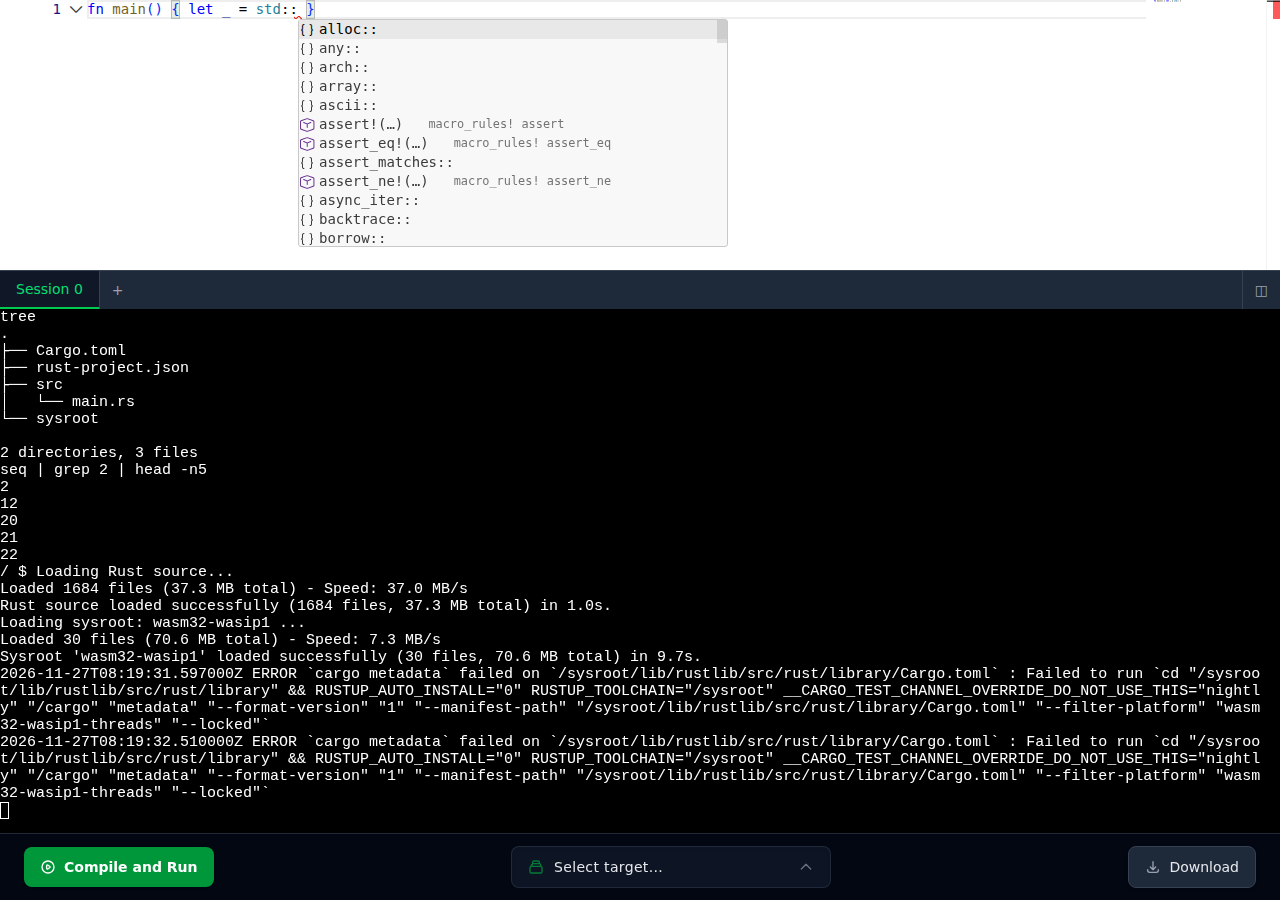 1 fn main() { let _ = std:: }
{} alloc::
{} any::
{} arch::
{} array::
{} ascii::
assert!(…) macro_rules! assert
assert_eq!(…) macro_rules! assert_eq
{} assert_matches::
assert_ne!(…) macro_rules! assert_ne
{} async_iter::
{} backtrace::
{} borrow::
Session 0 +
tree
.
├── Cargo.toml
├── rust-project.json
├── src
│   └── main.rs
└── sysroot
2 directories, 3 files
seq | grep 2 | head -n5
2
12
20
21
22
/ $ Loading Rust source...
Loaded 1684 files (37.3 MB total) - Speed: 37.0 MB/s
Rust source loaded successfully (1684 files, 37.3 MB total) in 1.0s.
Loading sysroot: wasm32-wasip1 ...
Loaded 30 files (70.6 MB total) - Speed: 7.3 MB/s
Sysroot 'wasm32-wasip1' loaded successfully (30 files, 70.6 MB total) in 9.7s.
2026-11-27T08:19:31.597000Z ERROR `cargo metadata` failed on `/sysroot/lib/rustlib/src/rust/library/Cargo.toml` : Failed to run `cd "/sysroo
t/lib/rustlib/src/rust/library" && RUSTUP_AUTO_INSTALL="0" RUSTUP_TOOLCHAIN="/sysroot" __CARGO_TEST_CHANNEL_OVERRIDE_DO_NOT_USE_THIS="nightl
y" "/cargo" "metadata" "--format-version" "1" "--manifest-path" "/sysroot/lib/rustlib/src/rust/library/Cargo.toml" "--filter-platform" "wasm
32-wasip1-threads" "--locked"`
2026-11-27T08:19:32.510000Z ERROR `cargo metadata` failed on `/sysroot/lib/rustlib/src/rust/library/Cargo.toml` : Failed to run `cd "/sysroo
t/lib/rustlib/src/rust/library" && RUSTUP_AUTO_INSTALL="0" RUSTUP_TOOLCHAIN="/sysroot" __CARGO_TEST_CHANNEL_OVERRIDE_DO_NOT_USE_THIS="nightl
y" "/cargo" "metadata" "--format-version" "1" "--manifest-path" "/sysroot/lib/rustlib/src/rust/library/Cargo.toml" "--filter-platform" "wasm
32-wasip1-threads" "--locked"`
Compile and Run
Select target...
Download